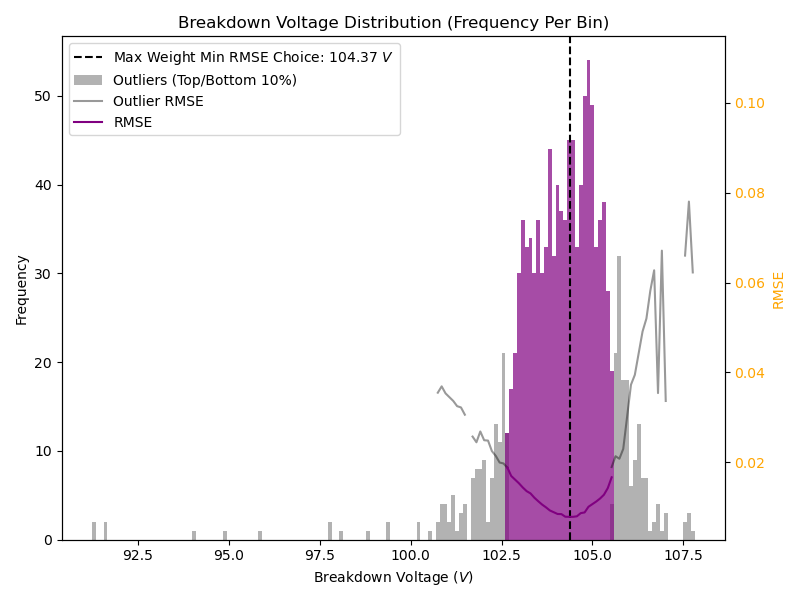 Breakdown Voltage Distribution (Frequency Per Bin)
Max Weight Min RMSE Choice: 104.37 V
Outliers (Top/Bottom 10%)
Outlier RMSE
RMSE
Frequency
50
40
30
20
10
0
0.10
0.08
0.06
0.04
0.02
RMSE
92.5 95.0 97.5 100.0 102.5 105.0 107.5
Breakdown Voltage (V)